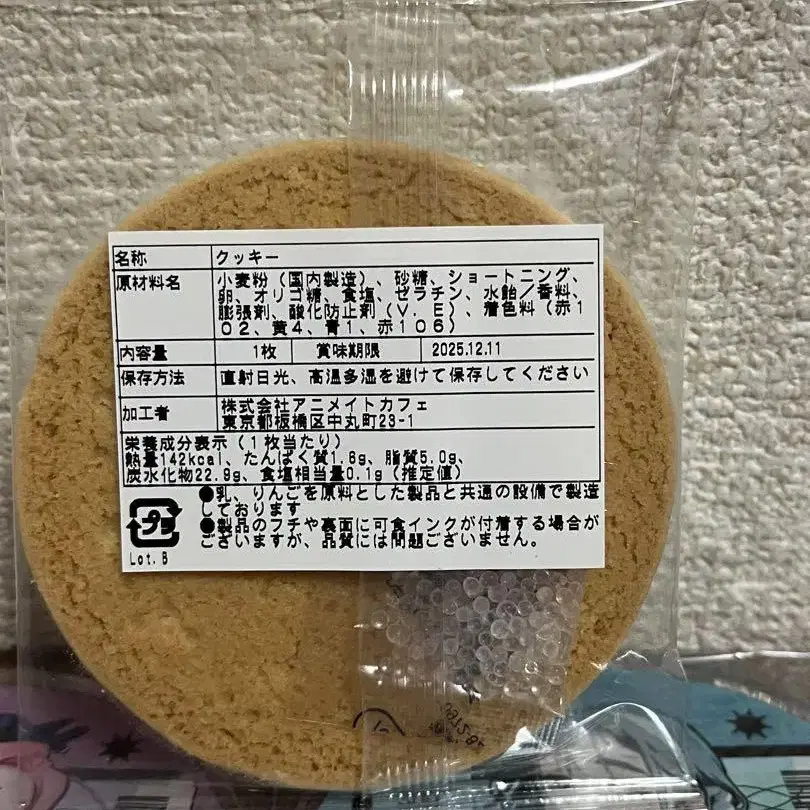 名称 クッキー
原材料名 小麦粉(国内製造)、砂糖、ショートニング、
卵、オリゴ糖、食塩、ゼラチン、水飴/香料、
膨張剤、酸化防止剤(V.E)、着色料(赤1
02、黄4、青1、赤106)
内容量 1枚 賞味期限 2025.12.11
保存方法 直射日光、高温多湿を避けて保存してください
加工者 株式会社アニメイトカフェ
東京都板橋区中丸町23-1
栄養成分表示(1枚当たり)
熱量142kcal、たんぱく質1.6g、脂質5.0g、
炭水化物22.9g、食塩相当量0.1g(推定値)
●乳、りんごを原料とした製品と共通の設備で製造
しております
●製品のフチや裏面に可食インクが付着する場合が
ございますが、品質には問題ございません。
プラ
Lot.B